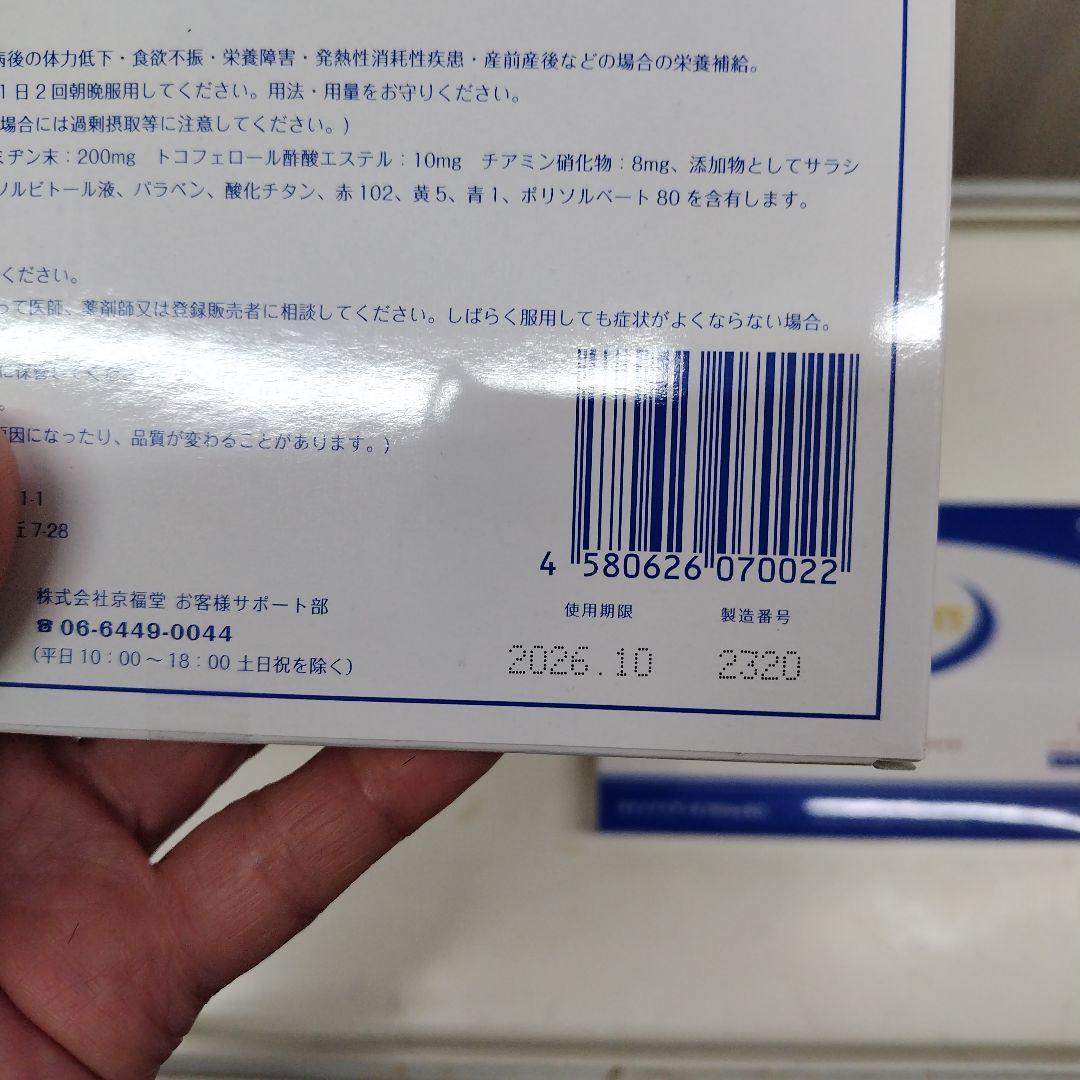 後の体力低下・食欲不振・栄養障害・発熱性消耗性疾患・産前産後などの場合の栄養補給。
1日2回朝晩服用してください。用法・用量をお守りください。
場合には過剰摂取等に注意してください。)
ミヂン末：200mg　トコフェロール酢酸エステル：10mg　チアミン硝化物：8mg、添加物としてサラシ
ソルビトール液、パラベン、酸化チタン、赤102、黄5、青1、ポリソルベート80を含有します。
ください。
って医師、薬剤師又は登録販売者に相談してください。しばらく服用しても症状がよくならない場合。
に保管してくださ
。
原因になったり、品質が変わることがあります。)
1-1
丘7-28
4 580626 070022
株式会社京福堂 お客様サポート部
☎ 06-6449-0044
(平日10：00～18：00 土日祝を除く)
使用期限 製造番号
2026.10 2320